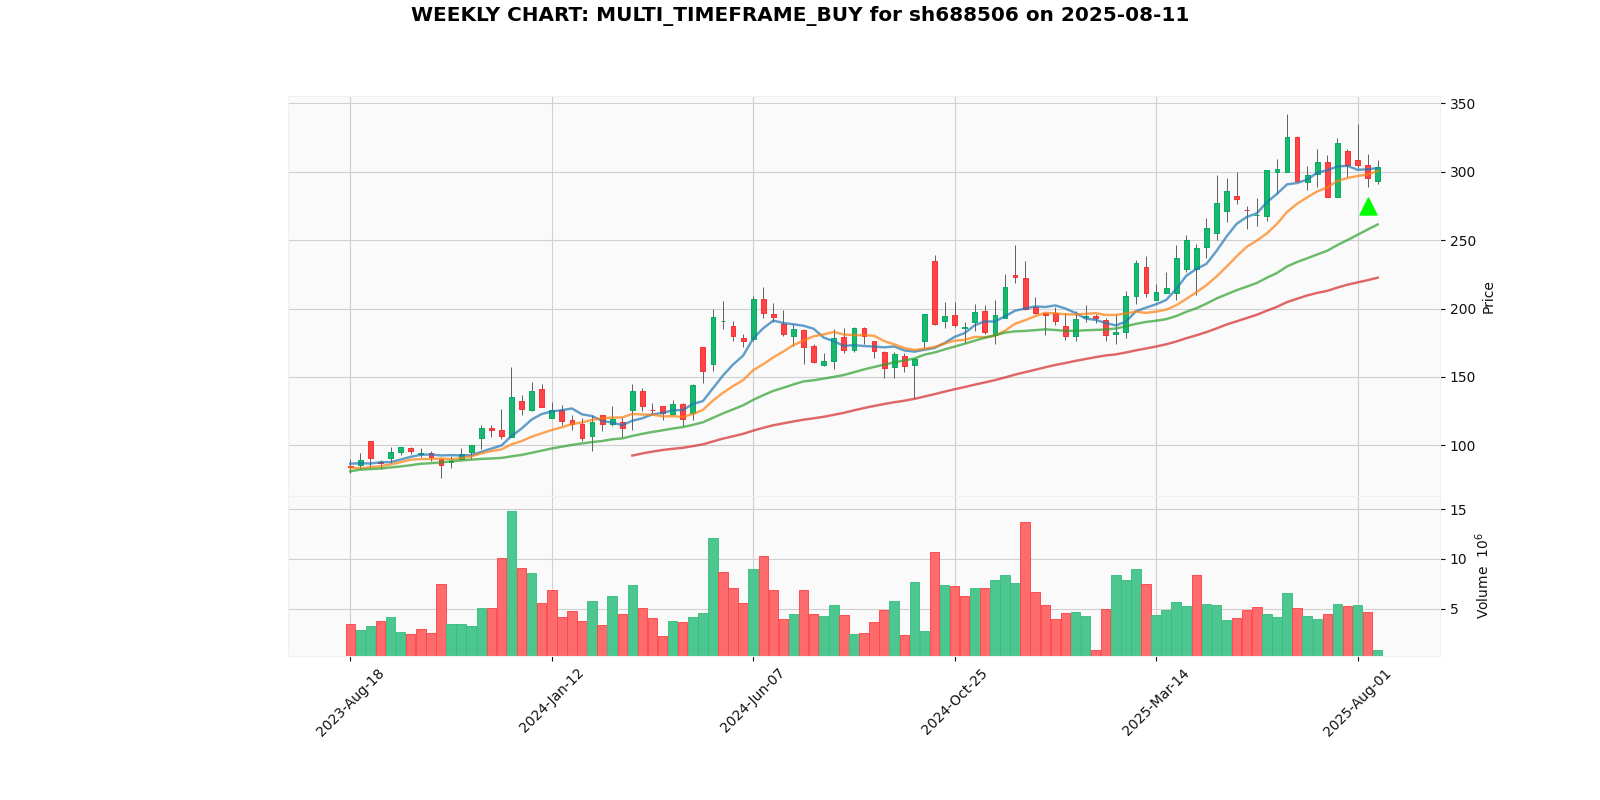 WEEKLY CHART: MULTI_TIMEFRAME_BUY for sh688506 on 2025-08-11
350
300
250
200
150
100
Price
15
10
5
Volume 10⁶
2023-Aug-18
2024-Jan-12
2024-Jun-07
2024-Oct-25
2025-Mar-14
2025-Aug-01